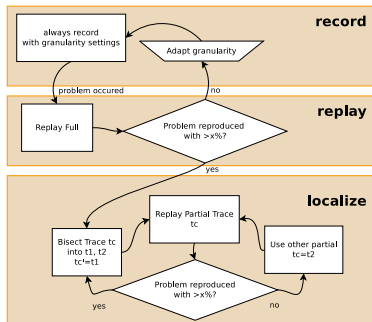 record
always record
with granularity settings
Adapt granularity
problem occured
no
replay
Replay Full
Problem reproduced
with >x%?
yes
localize
Replay Partial Trace
tc
Bisect Trace tc
into t1, t2
tc'=t1
Use other partial
tc=t2
Problem reproduced
with >x%?
yes
no